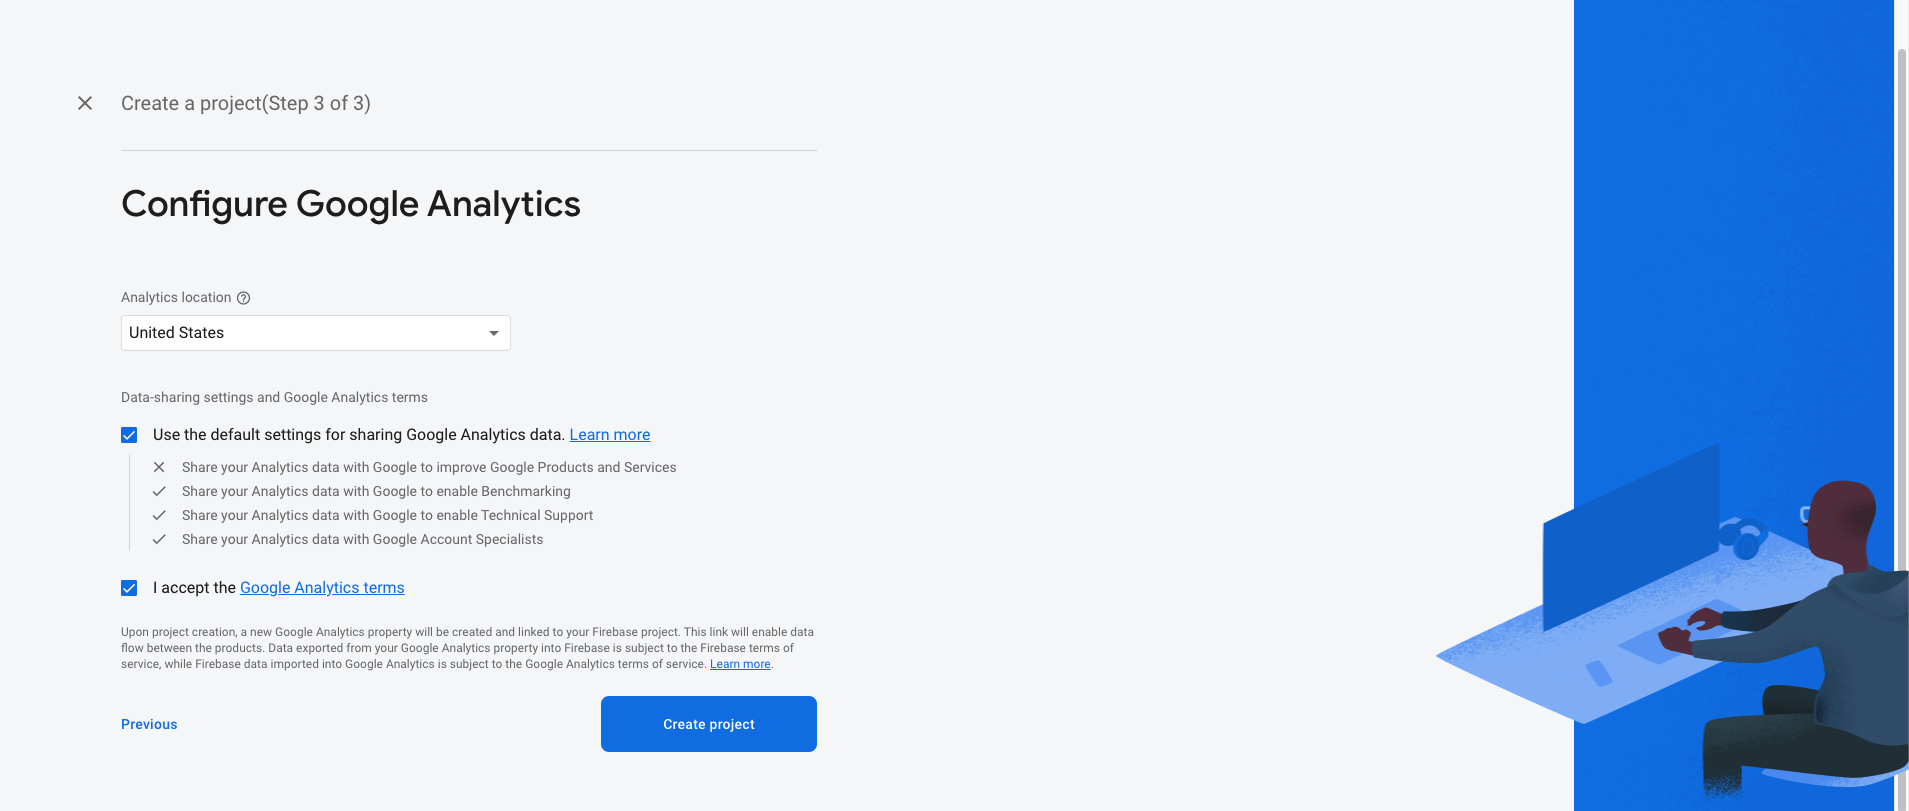 Create a project(Step 3 of 3)
Configure Google Analytics
Analytics location
United States
Data-sharing settings and Google Analytics terms
Use the default settings for sharing Google Analytics data. Learn more
Share your Analytics data with Google to improve Google Products and Services
Share your Analytics data with Google to enable Benchmarking
Share your Analytics data with Google to enable Technical Support
Share your Analytics data with Google Account Specialists
I accept the Google Analytics terms
Upon project creation, a new Google Analytics property will be created and linked to your Firebase project. This link will enable data
flow between the products. Data exported from your Google Analytics property into Firebase is subject to the Firebase terms of
service, while Firebase data imported into Google Analytics is subject to the Google Analytics terms of service. Learn more.
Previous
Create project